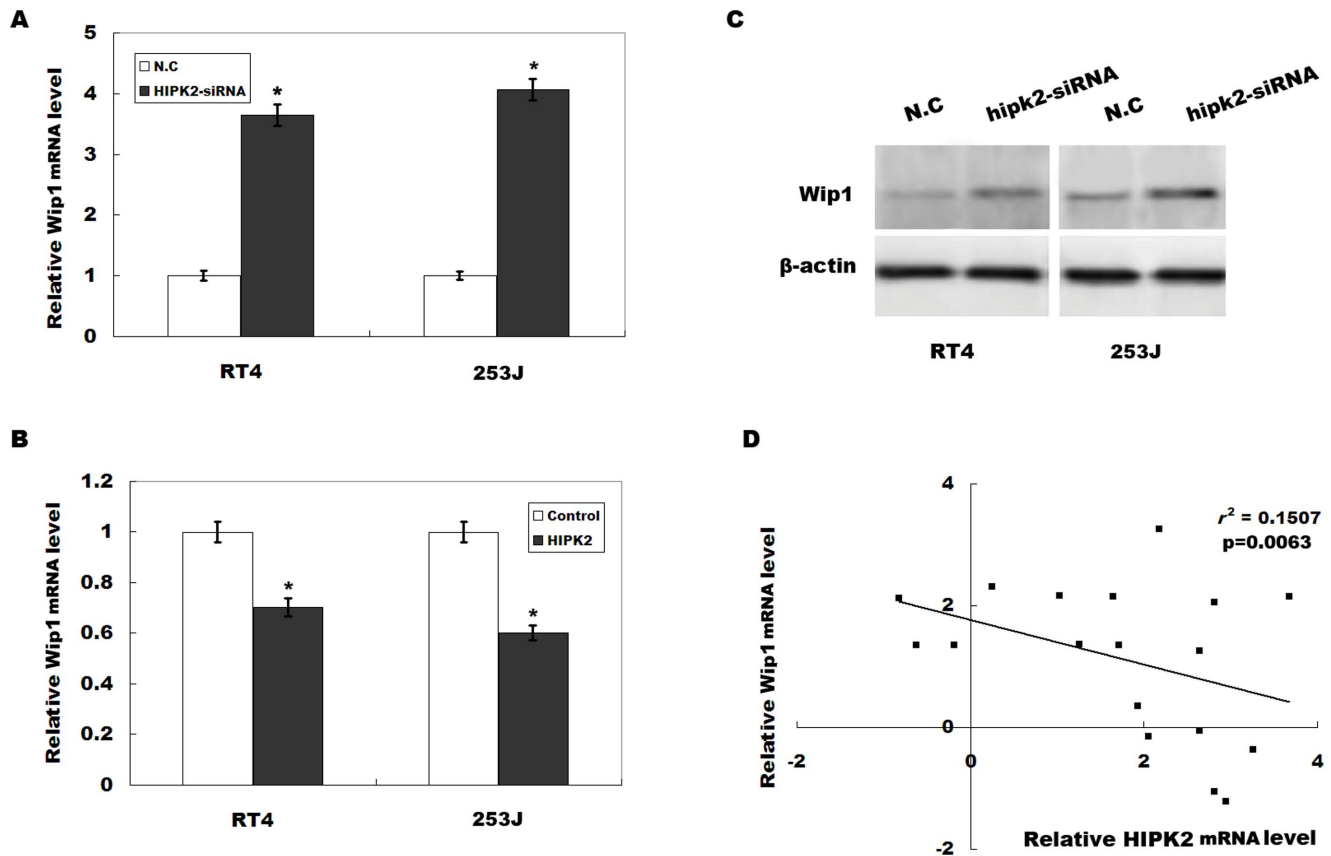 A
Relative Wip1 mRNA level
5
4
3
2
1
0
N.C
HIPK2-siRNA
*
*
RT4
253J
B
Relative Wip1 mRNA level
1.2
1
0.8
0.6
0.4
0.2
0
Control
HIPK2
*
*
RT4
253J
C
N.C
hipk2-siRNA
N.C
hipk2-siRNA
Wip1
β-actin
RT4
253J
D
Relative Wip1 mRNA level
4
2
0
-2
-2
0
2
4
r² = 0.1507
p=0.0063
Relative HIPK2 mRNA level